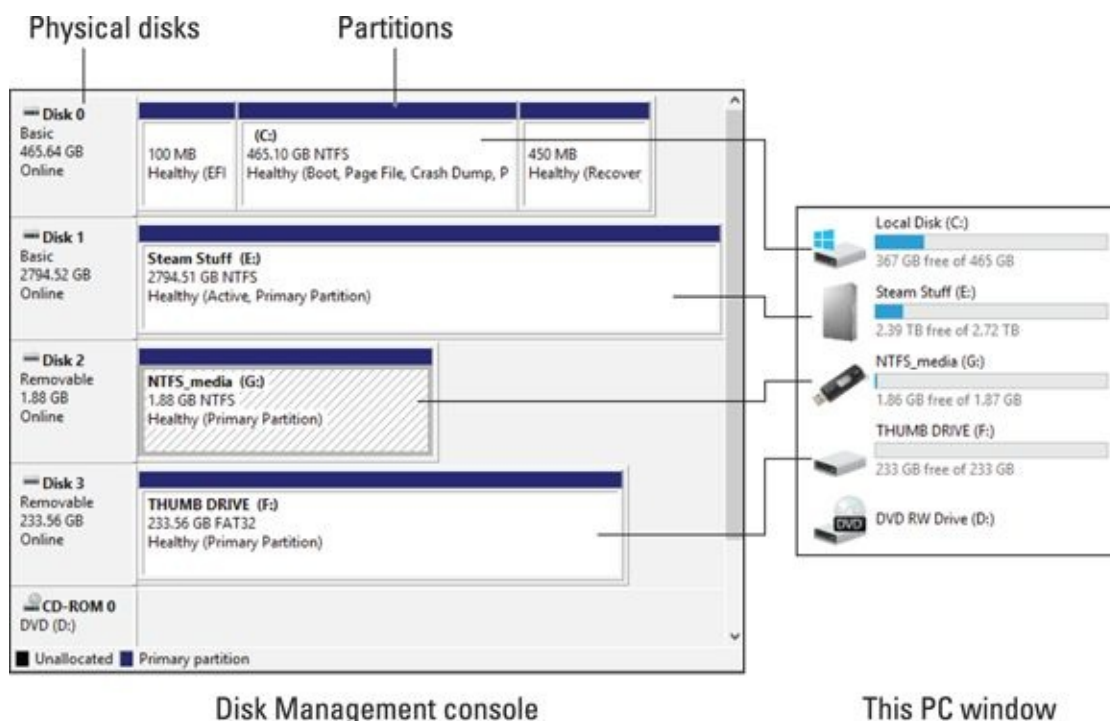 Physical disks
Partitions
Disk 0
Basic
465.64 GB
Online
100 MB
Healthy (EFI
(C:)
465.10 GB NTFS
Healthy (Boot, Page File, Crash Dump, P
450 MB
Healthy (Recover
Disk 1
Basic
2794.52 GB
Online
Steam Stuff (E:)
2794.51 GB NTFS
Healthy (Active, Primary Partition)
Disk 2
Removable
1.88 GB
Online
NTFS_media (G:)
1.88 GB NTFS
Healthy (Primary Partition)
Disk 3
Removable
233.56 GB
Online
THUMB DRIVE (F:)
233.56 GB FAT32
Healthy (Primary Partition)
CD-ROM 0
DVD (D:)
Unallocated Primary partition
Disk Management console
Local Disk (C:)
367 GB free of 465 GB
Steam Stuff (E:)
2.39 TB free of 2.72 TB
NTFS_media (G:)
1.86 GB free of 1.87 GB
THUMB DRIVE (F:)
233 GB free of 233 GB
DVD
DVD RW Drive (D:)
This PC window